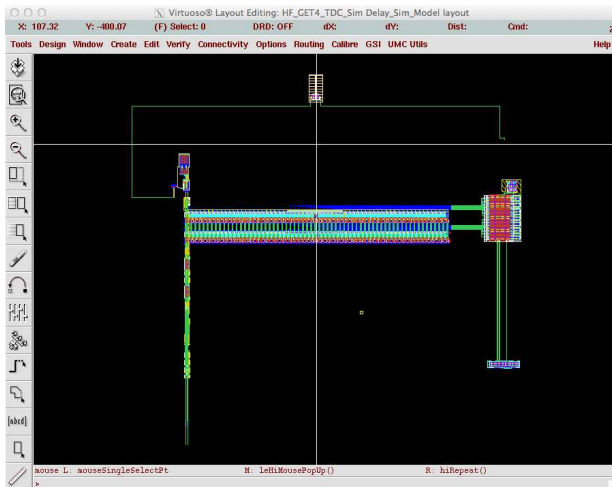 Virtuoso® Layout Editing: HF_GET4_TDC_Sim Delay_Sim_Model layout
X: 107.32 Y: -400.07 (F) Select: 0 DRD: OFF dX: dY: Dist: Cmd: 2
Tools Design Window Create Edit Verify Connectivity Options Routing Calibre GSI UMC Utils Help
[abcd]
mouse L: mouseSingleSelectPt M: leHiMousePopUp() R: hiRepeat()
>